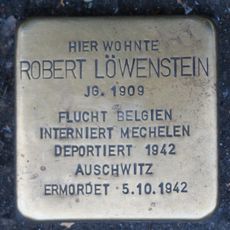 HIER WOHNTE
ROBERT LÖWENSTEIN
JG. 1909
FLUCHT BELGIEN
INTERNIERT MECHELEN
DEPORTIERT 1942
AUSCHWITZ
ERMORDET 5.10.1942